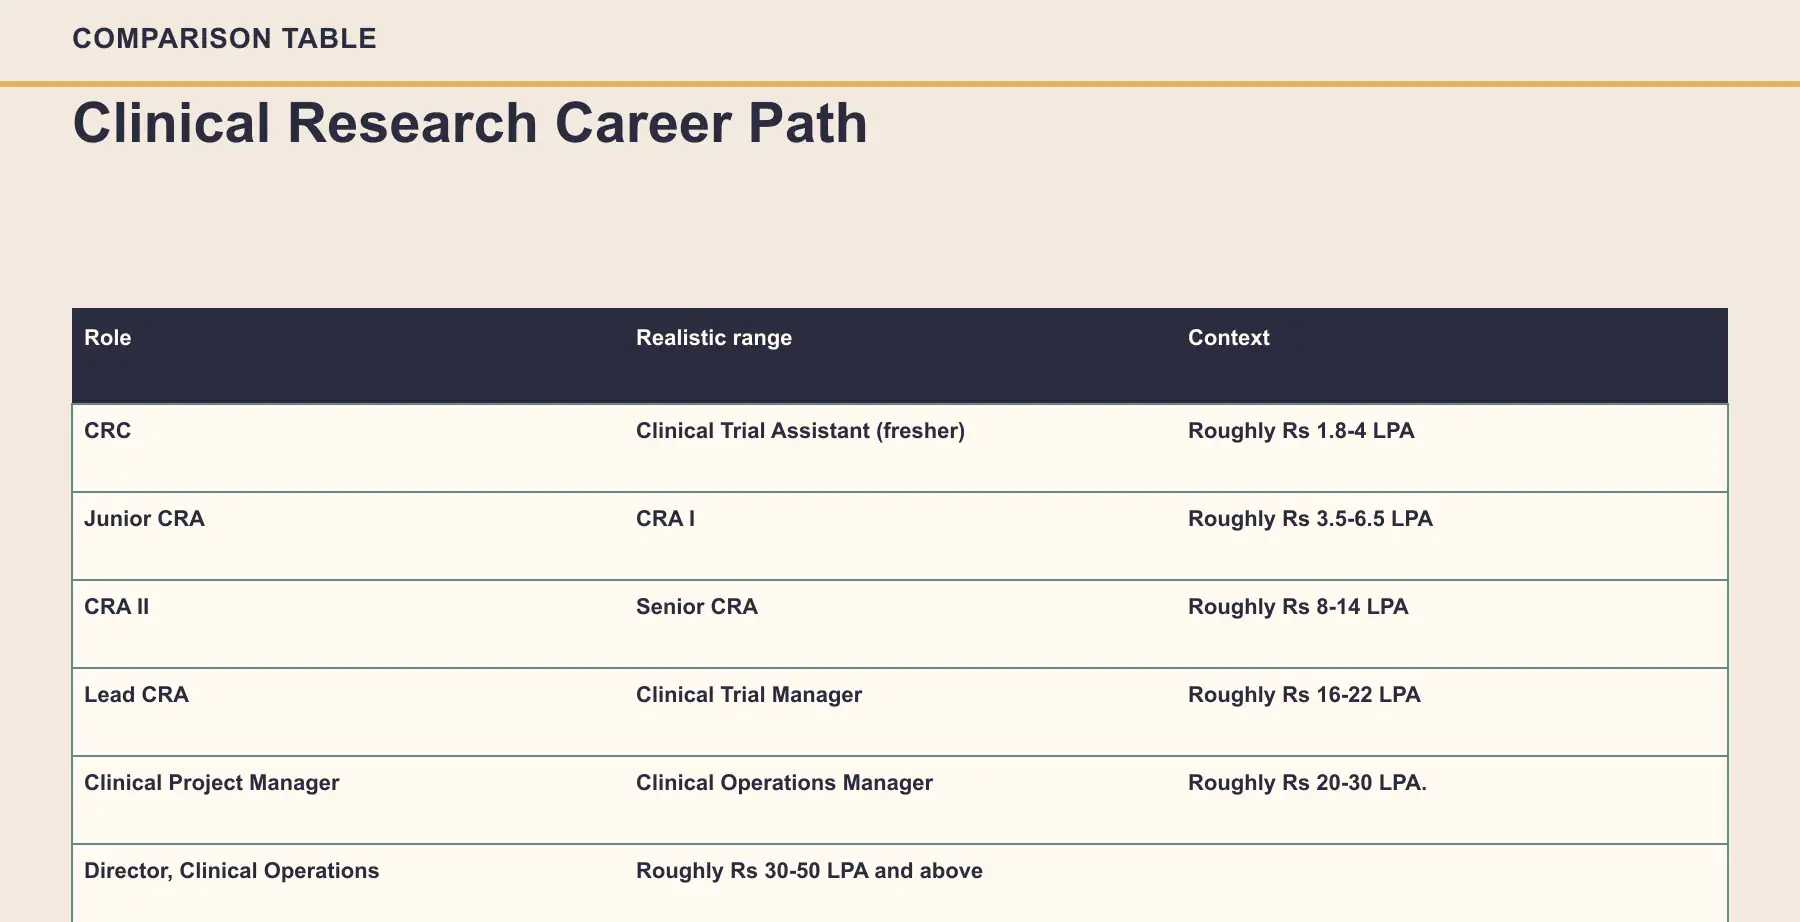 COMPARISON TABLE
Clinical Research Career Path
Role Realistic range Context
CRC Clinical Trial Assistant (fresher) Roughly Rs 1.8-4 LPA
Junior CRA CRA I Roughly Rs 3.5-6.5 LPA
CRA II Senior CRA Roughly Rs 8-14 LPA
Lead CRA Clinical Trial Manager Roughly Rs 16-22 LPA
Clinical Project Manager Clinical Operations Manager Roughly Rs 20-30 LPA.
Director, Clinical Operations Roughly Rs 30-50 LPA and above